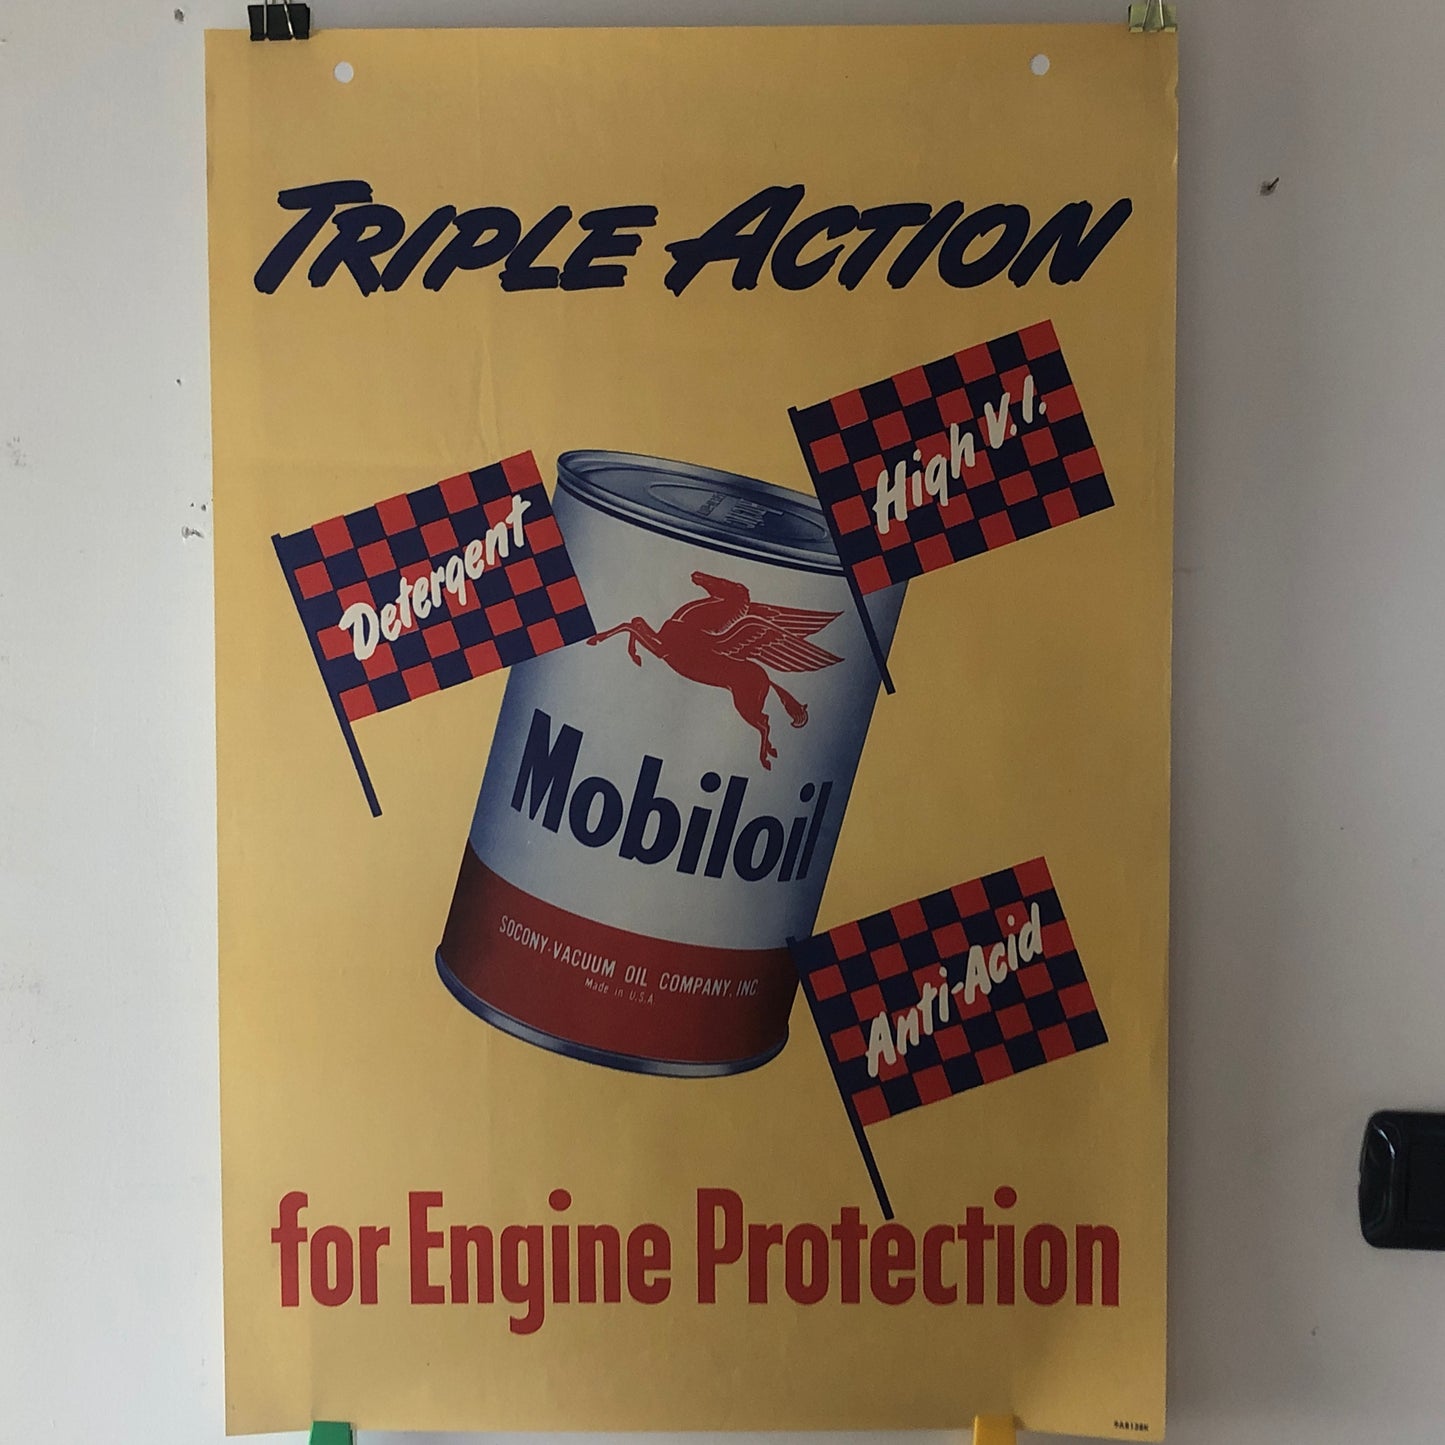 TRIPLE ACTION
High V.I.
Detergent
Mobiloil
SOCONY-VACUUM OIL COMPANY, INC
Made in U.S.A.
Anti-Acid
for Engine Protection